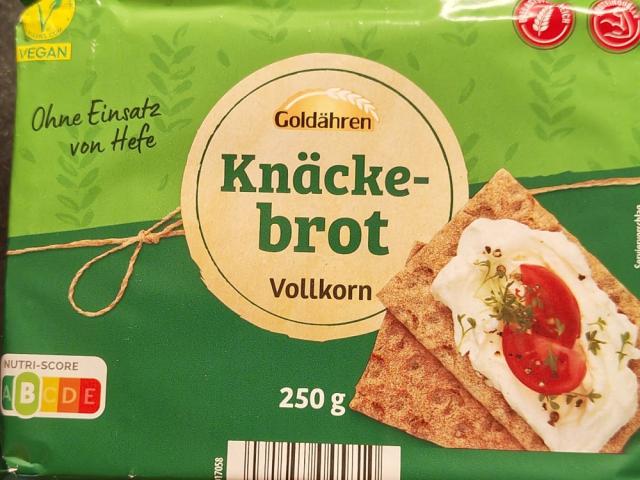 VEGAN
Ohne Einsatz
von Hefe
Goldähren
Knäcke-
brot
Vollkorn
NUTRI-SCORE
A B C D E
250 g